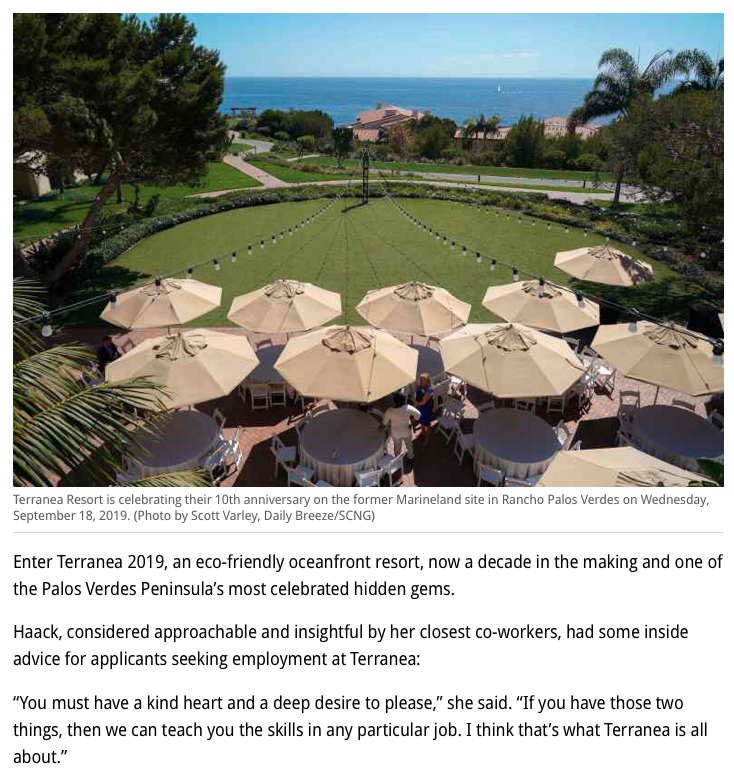 Terranea Resort is celebrating their 10th anniversary on the former Marineland site in Rancho Palos Verdes on Wednesday,
September 18, 2019. (Photo by Scott Varley, Daily Breeze/SCNG)
Enter Terranea 2019, an eco-friendly oceanfront resort, now a decade in the making and one of
the Palos Verdes Peninsula’s most celebrated hidden gems.
Haack, considered approachable and insightful by her closest co-workers, had some inside
advice for applicants seeking employment at Terranea:
“You must have a kind heart and a deep desire to please,” she said. “If you have those two
things, then we can teach you the skills in any particular job. I think that’s what Terranea is all
about.”